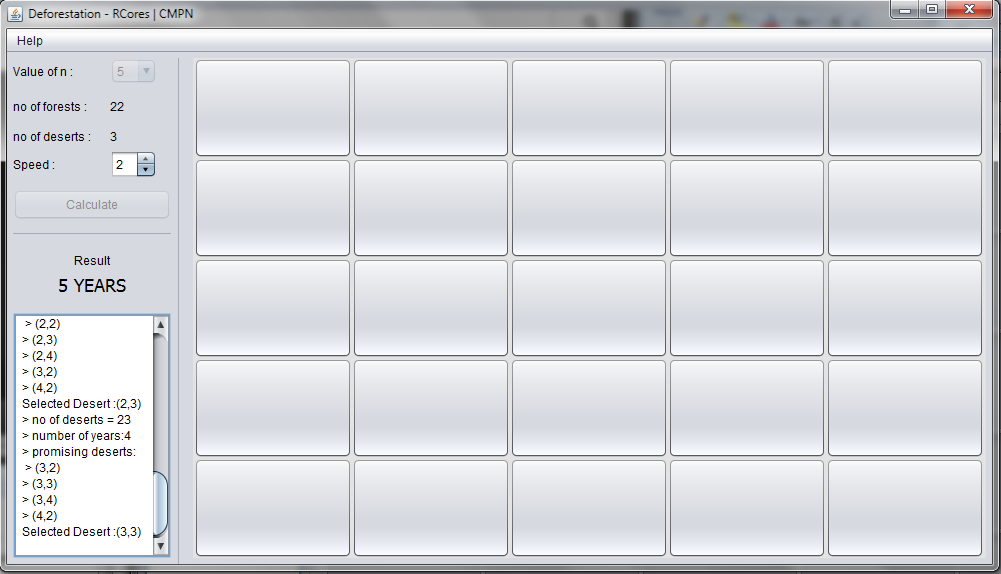 Deforestation - RCores | CMPN
Help
Value of n :
5
no of forests :
22
no of deserts :
3
Speed :
2
Calculate
Result
5 YEARS
> (2,2)
> (2,3)
> (2,4)
> (3,2)
> (4,2)
Selected Desert :(2,3)
> no of deserts = 23
> number of years:4
> promising deserts:
> (3,2)
> (3,3)
> (3,4)
> (4,2)
Selected Desert :(3,3)